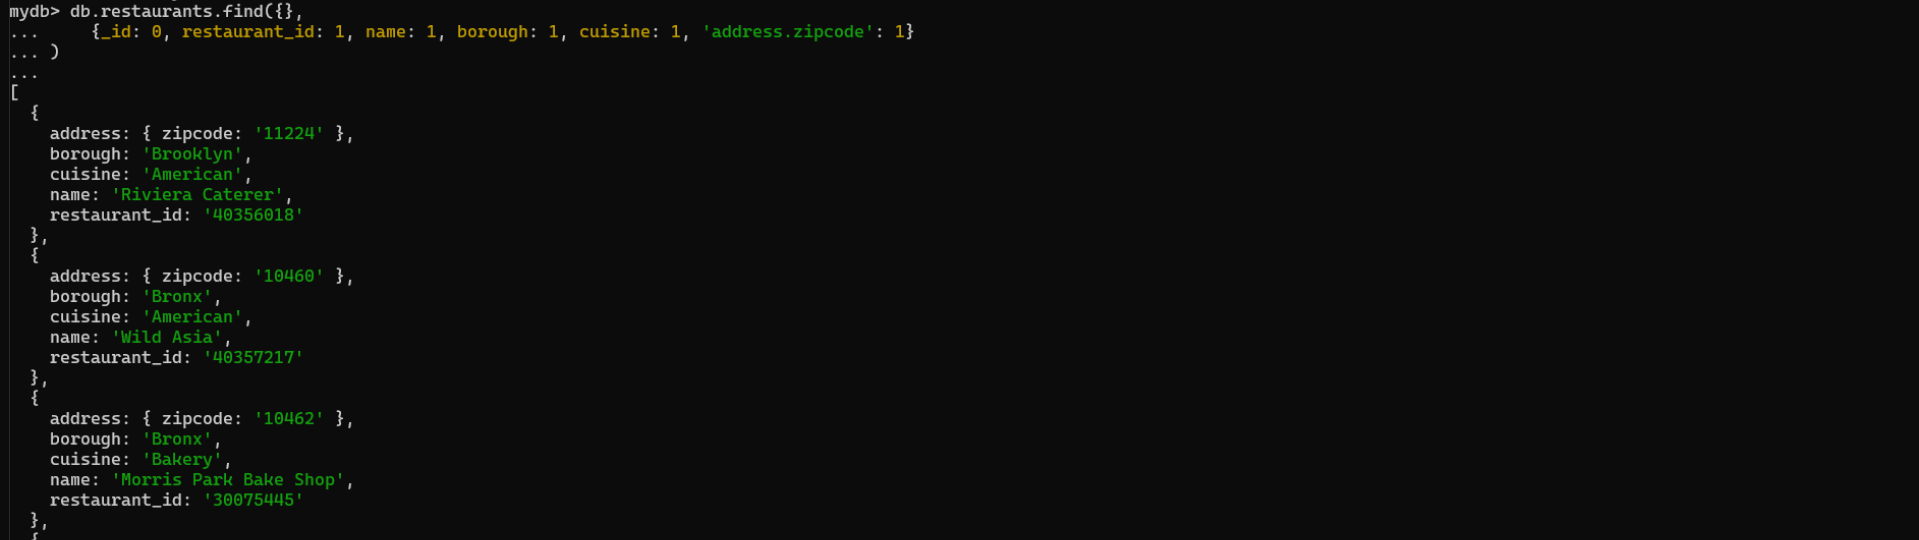 mydb> db.restaurants.find({},
...     {_id: 0, restaurant_id: 1, name: 1, borough: 1, cuisine: 1, 'address.zipcode': 1}
... )
...
[
  {
    address: { zipcode: '11224' },
    borough: 'Brooklyn',
    cuisine: 'American',
    name: 'Riviera Caterer',
    restaurant_id: '40356018'
  },
  {
    address: { zipcode: '10460' },
    borough: 'Bronx',
    cuisine: 'American',
    name: 'Wild Asia',
    restaurant_id: '40357217'
  },
  {
    address: { zipcode: '10462' },
    borough: 'Bronx',
    cuisine: 'Bakery',
    name: 'Morris Park Bake Shop',
    restaurant_id: '30075445'
  },
  {